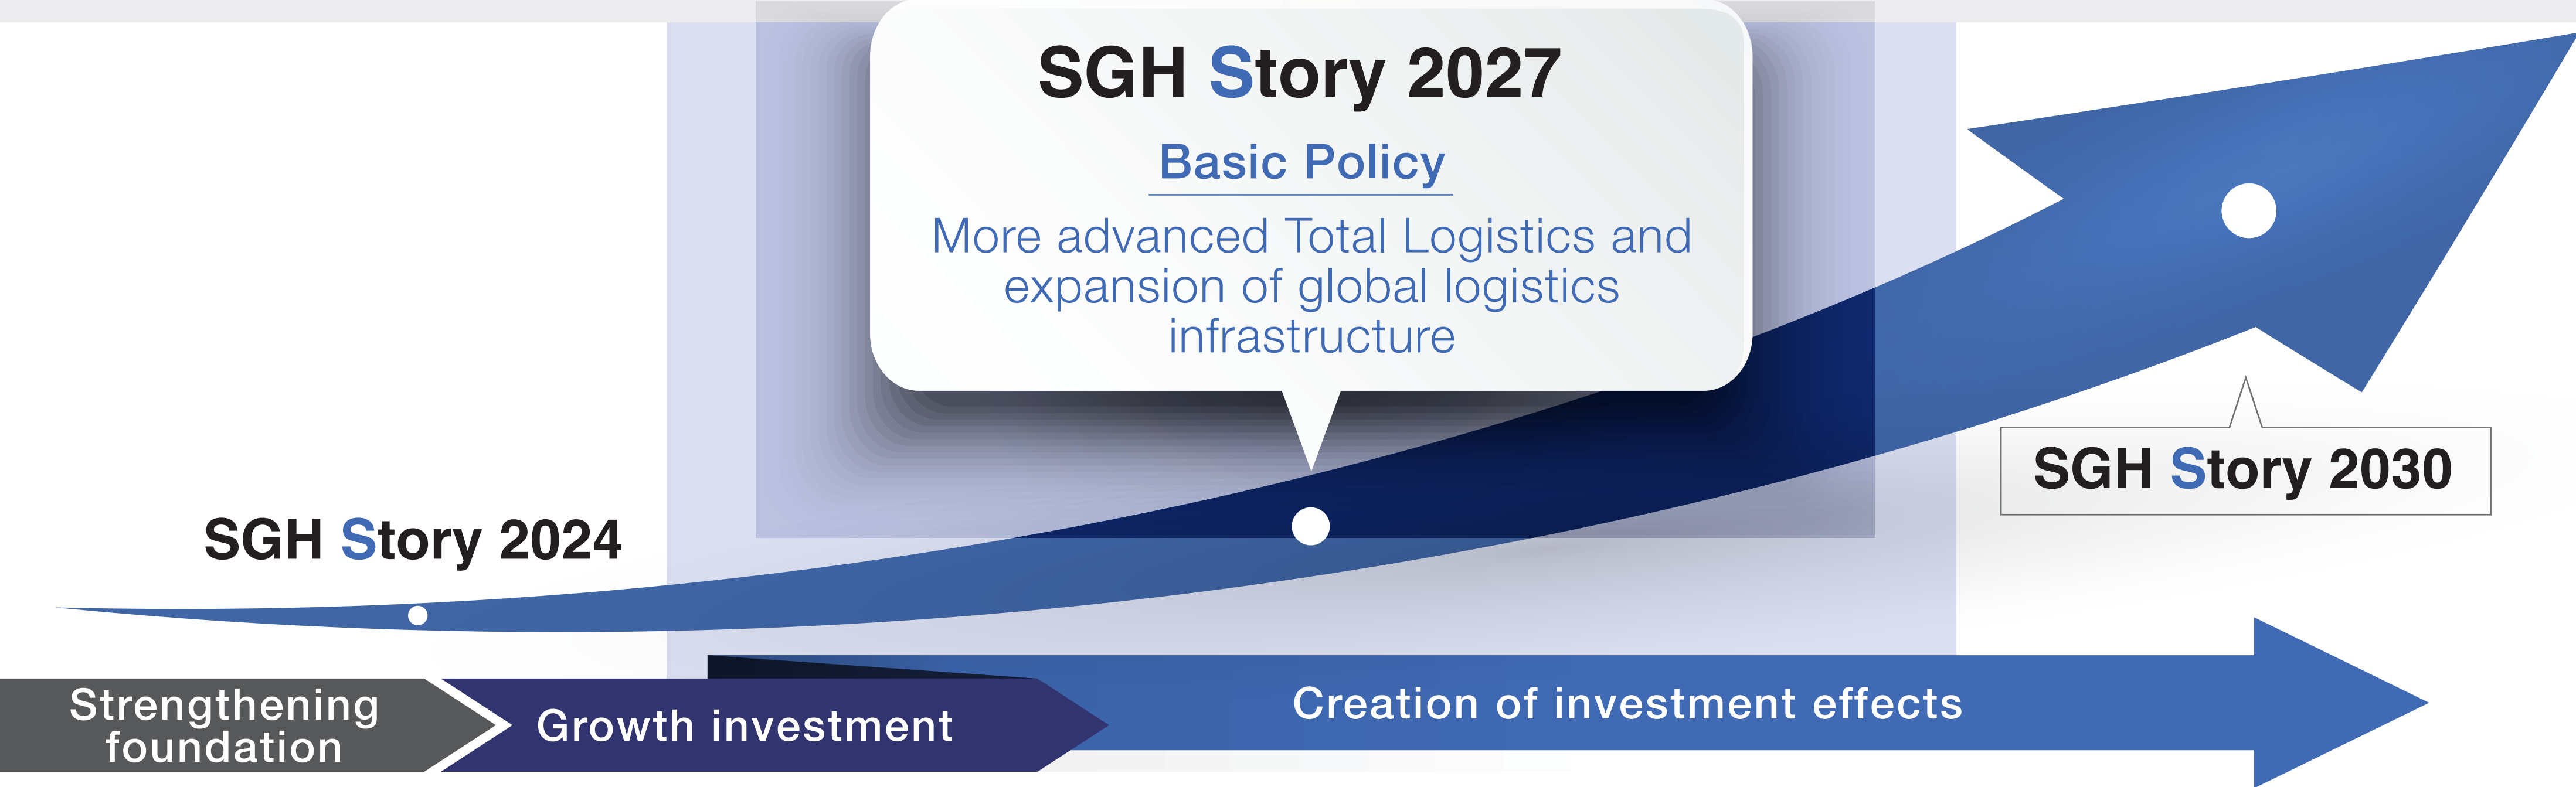 SGH Story 2027
Basic Policy
More advanced Total Logistics and
expansion of global logistics
infrastructure
SGH Story 2030
SGH Story 2024
Strengthening
foundation
Growth investment
Creation of investment effects